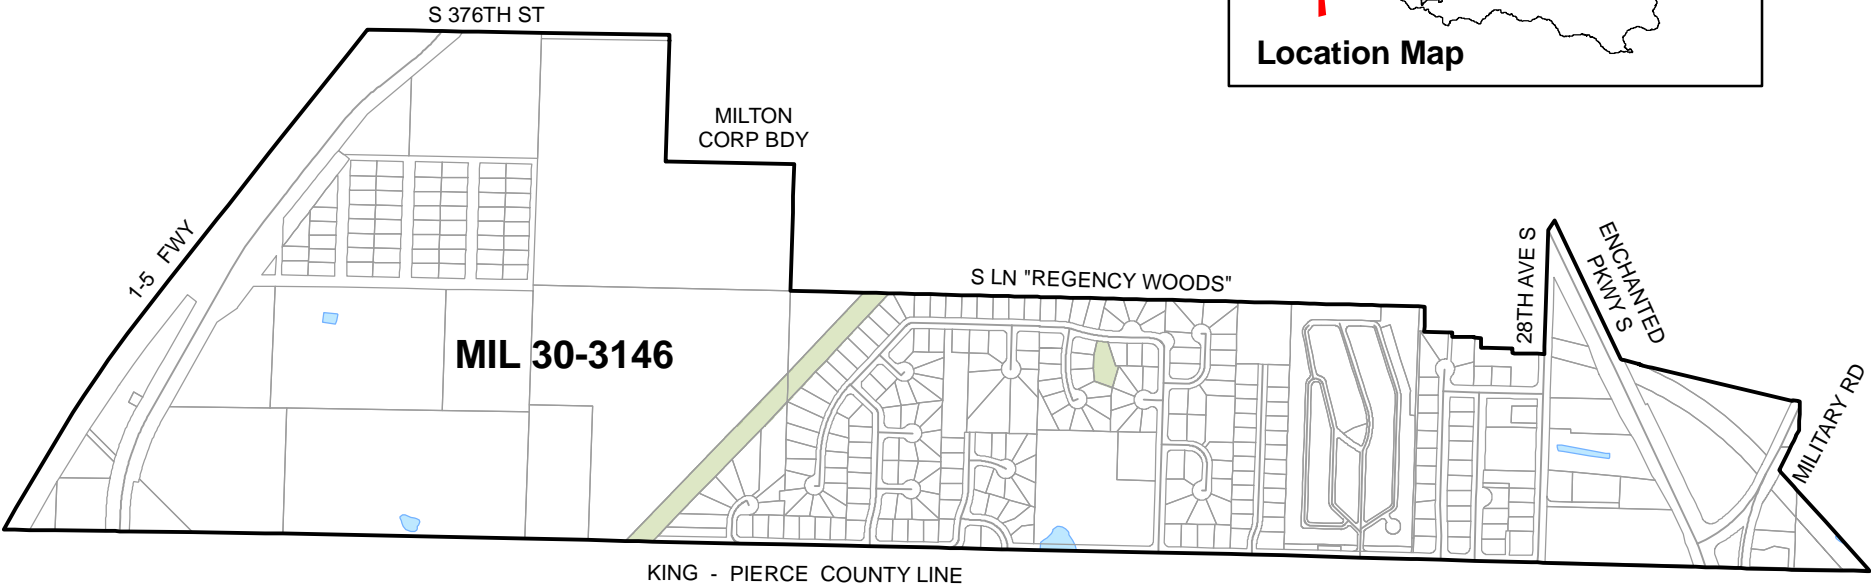 S 376TH ST
Location Map
MILTON
CORP BDY
1-5 FWY
S LN "REGENCY WOODS"
28TH AVE S
ENCHANTED
PKWY S
MIL 30-3146
MILITARY RD
KING - PIERCE COUNTY LINE